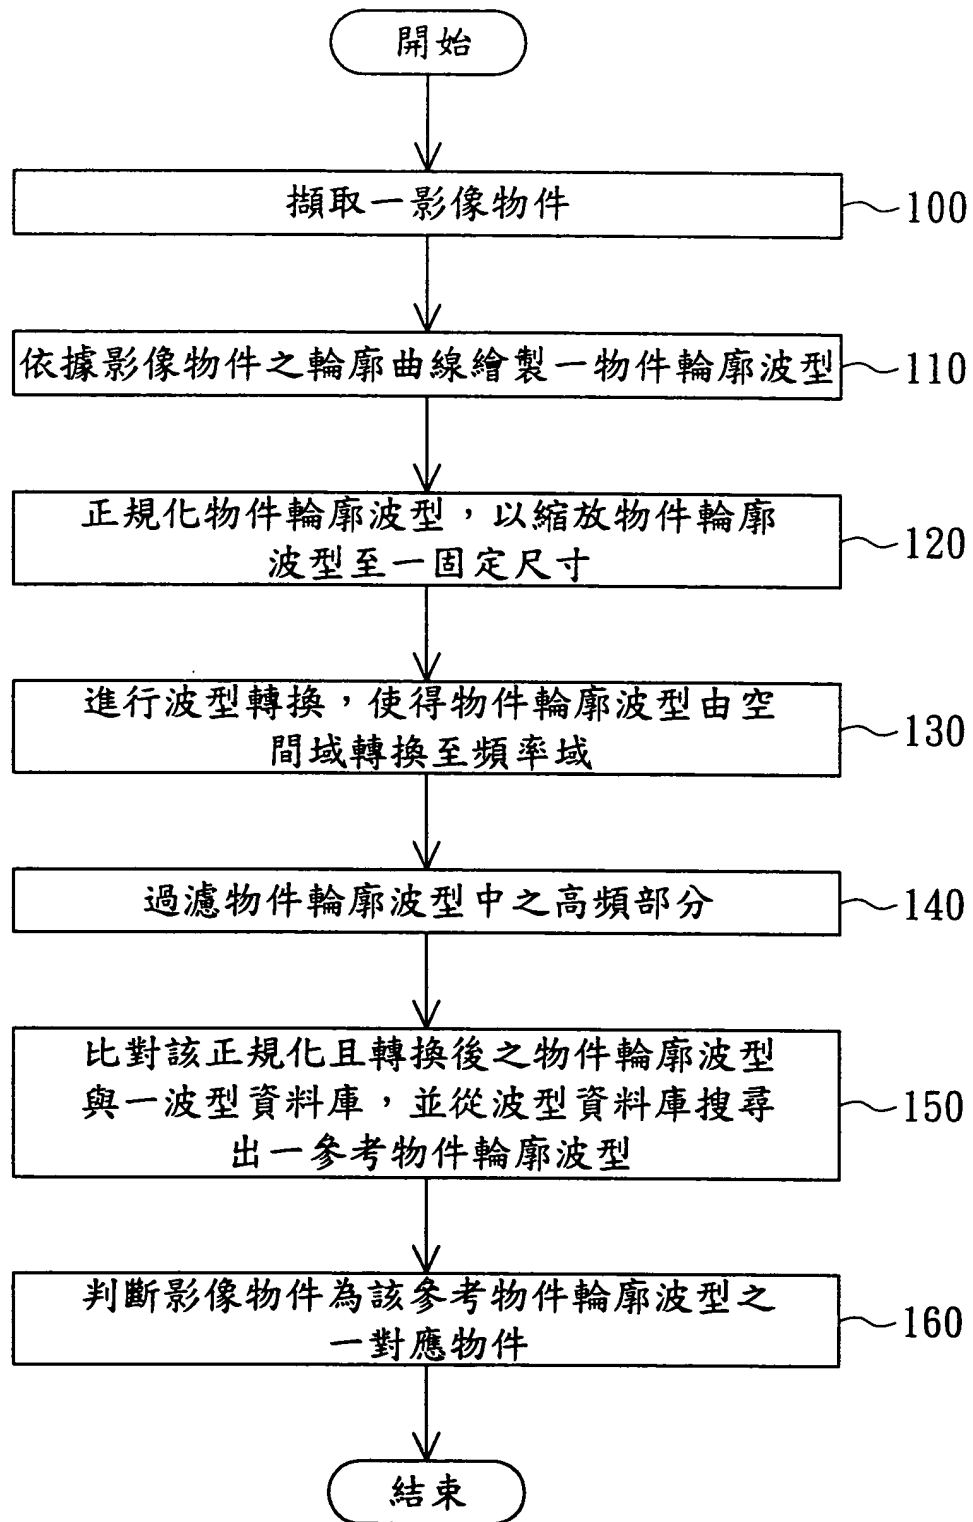 開始
擷取一影像物件
100
依據影像物件之輪廓曲線繪製一物件輪廓波型
110
正規化物件輪廓波型，以縮放物件輪廓
波型至一固定尺寸
120
進行波型轉換，使得物件輪廓波型由空
間域轉換至頻率域
130
過濾物件輪廓波型中之高頻部分
140
比對該正規化且轉換後之物件輪廓波型
與一波型資料庫，並從波型資料庫搜尋
出一參考物件輪廓波型
150
判斷影像物件為該參考物件輪廓波型之
一對應物件
160
結束